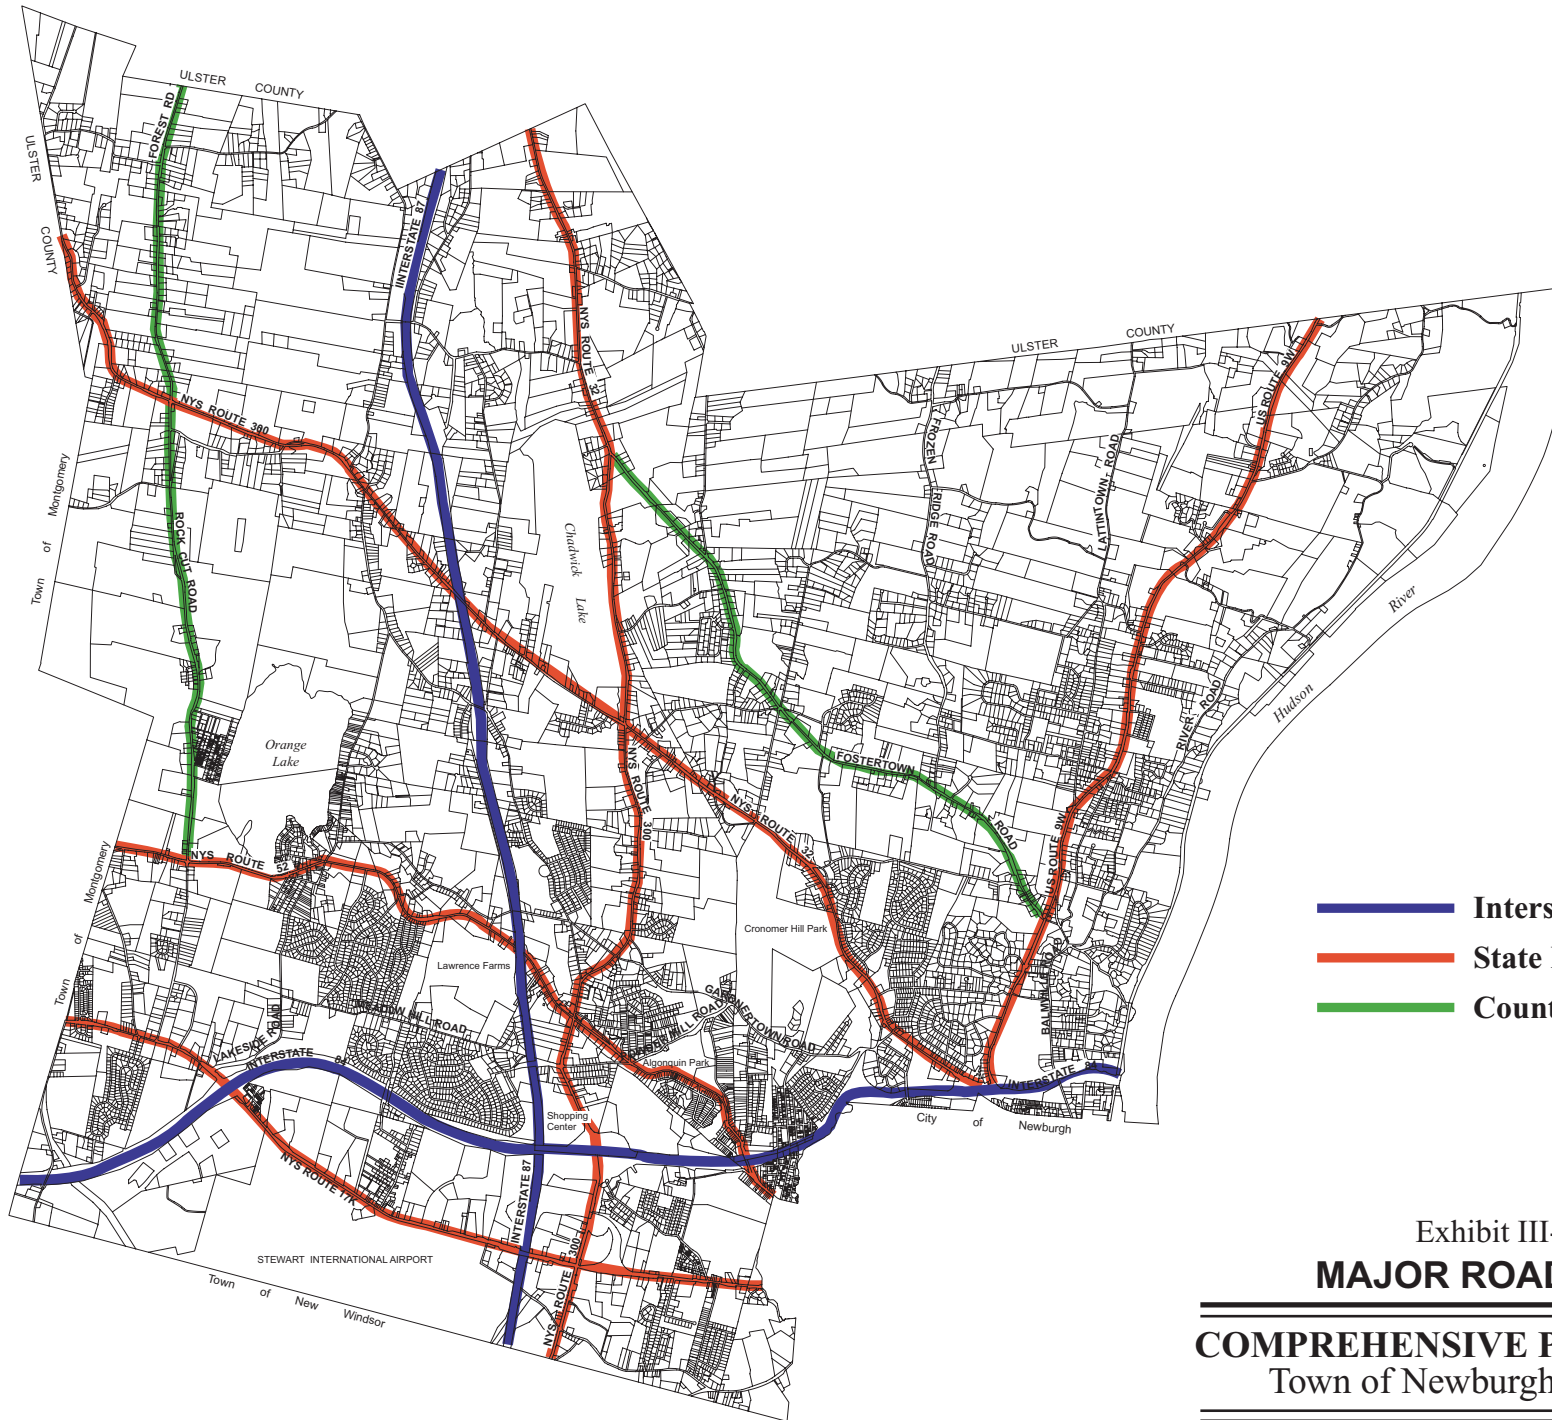 ULSTER COUNTY
FOREST RD
ULSTER
COUNTY
IINTERSTATE 87
NYS ROUTE 32
ULSTER COUNTY
US ROUTE 9W
NYS ROUTE 300
FROZEN RIDGE ROAD
LATTINTOWN ROAD
Town of Montgomery
ROCK CUT ROAD
Chadwick
Lake
River
Hudson
RIVER ROAD
Orange
Lake
NYS ROUTE 300
FOSTERTOWN ROAD
NYS ROUTE 32
US ROUTE 9W
NYS ROUTE 52
Town of Montgomery
Cronomer Hill Park
Lawrence Farms
BALMVILLE ROAD
MEADOW HILL ROAD
GARDNERTOWN ROAD
LAKESIDE ROAD
INTERSTATE 84
Algonquin Park
INTERSTATE 84
Shopping
Center
City of Newburgh
NYS ROUTE 17K
INTERSTATE 87
NYS ROUTE 300
STEWART INTERNATIONAL AIRPORT
Town of New Windsor
Inters
State
Count
Exhibit III-
MAJOR ROAD
COMPREHENSIVE P
Town of Newburgh